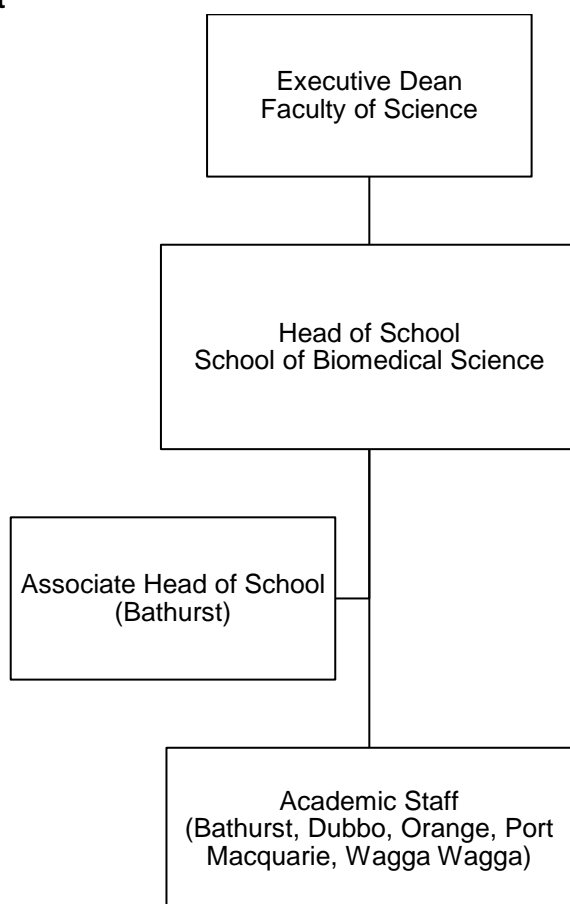 Executive Dean
Faculty of Science
Head of School
School of Biomedical Science
Associate Head of School
(Bathurst)
Academic Staff
(Bathurst, Dubbo, Orange, Port
Macquarie, Wagga Wagga)